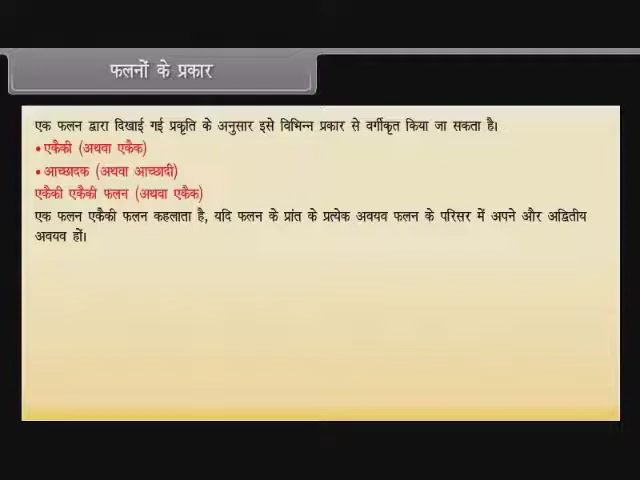 फलनों के प्रकार
एक फलन द्वारा दिखाई गई प्रकृति के अनुसार इसे विभिन्न प्रकार से वर्गीकृत किया जा सकता है।
• एकैकी (अथवा एकैक)
• आच्छादक (अथवा आच्छादी)
एकैकी एकैकी फलन (अथवा एकैक)
एक फलन एकैकी फलन कहलाता है, यदि फलन के प्रांत के प्रत्येक अवयव फलन के परिसर में अपने और अद्वितीय
अवयव हों।